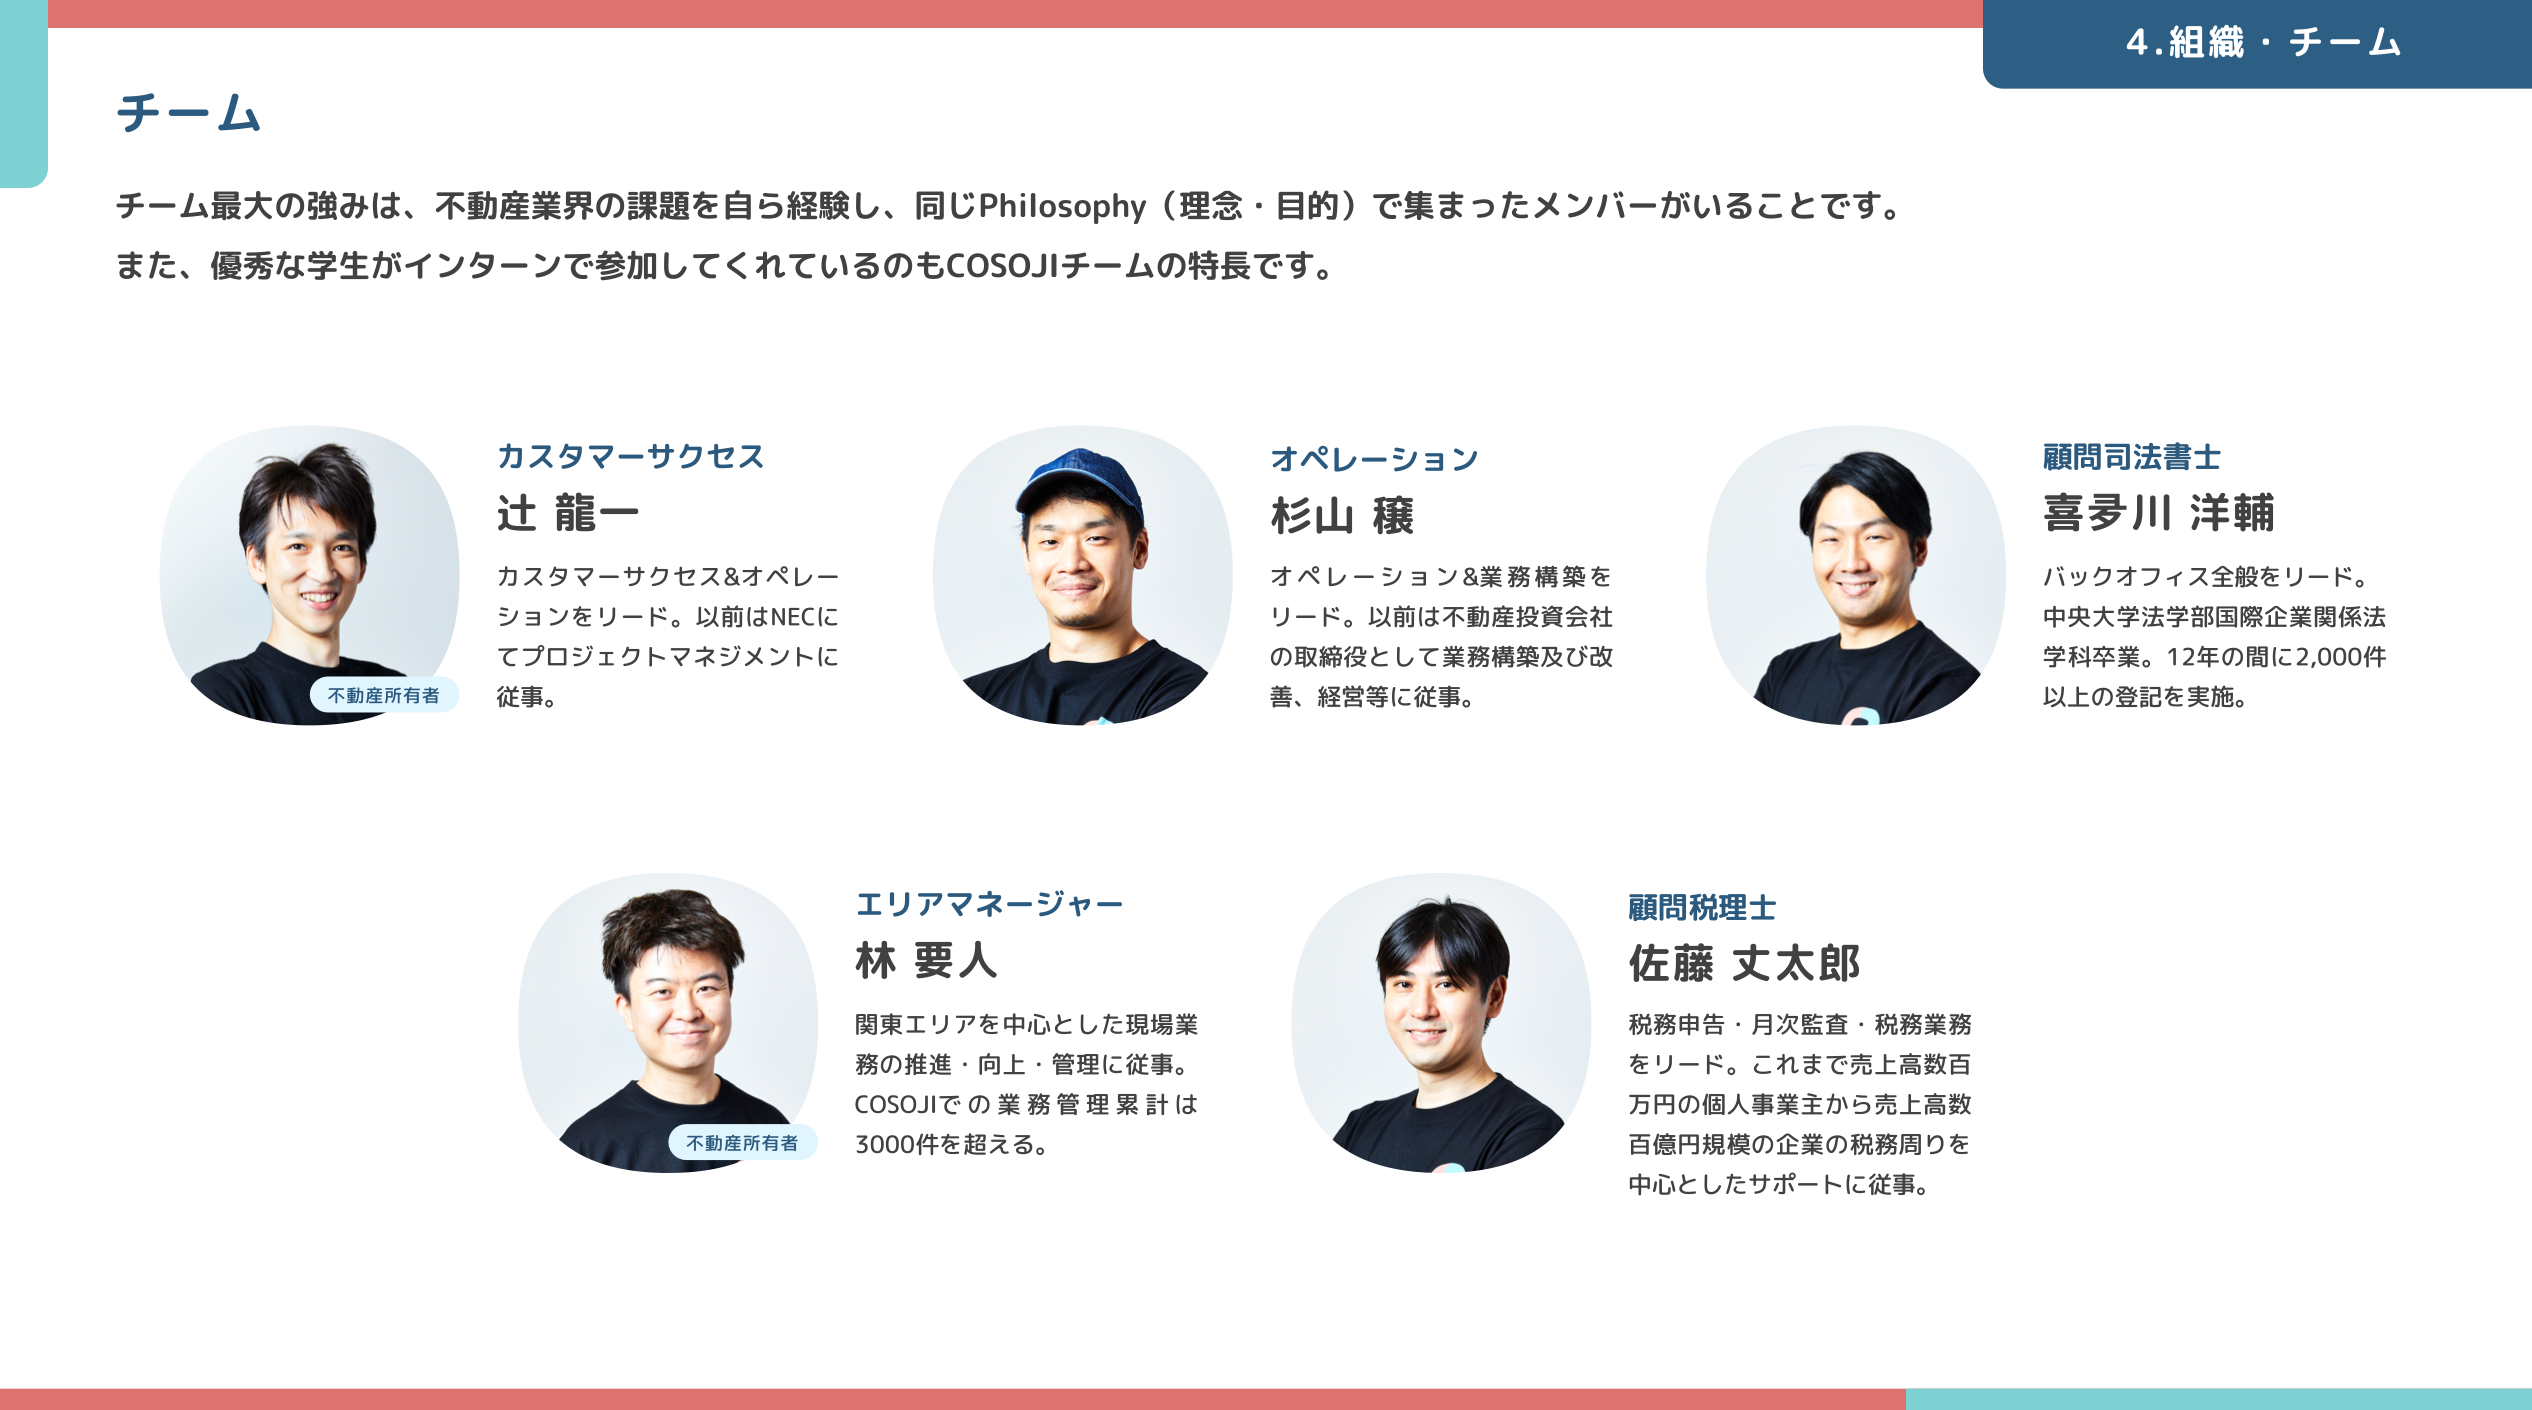 4.組織・チーム
チーム
チーム最大の強みは、不動産業界の課題を自ら経験し、同じPhilosophy（理念・目的）で集まったメンバーがいることです。
また、優秀な学生がインターンで参加してくれているのもCOSOJIチームの特長です。
カスタマーサクセス
辻 龍一
カスタマーサクセス&オペレー
ションをリード。以前はNECに
てプロジェクトマネジメントに
従事。
不動産所有者
オペレーション
杉山 穣
オペレーション&業務構築を
リード。以前は不動産投資会社
の取締役として業務構築及び改
善、経営等に従事。
顧問司法書士
喜多川 洋輔
バックオフィス全般をリード。
中央大学法学部国際企業関係法
学科卒業。12年の間に2,000件
以上の登記を実施。
エリアマネージャー
林 要人
関東エリアを中心とした現場業
務の推進・向上・管理に従事。
COSOJIでの業務管理累計は
3000件を超える。
不動産所有者
顧問税理士
佐藤 丈太郎
税務申告・月次監査・税務業務
をリード。これまで売上高数百
万円の個人事業主から売上高数
百億円規模の企業の税務周りを
中心としたサポートに従事。